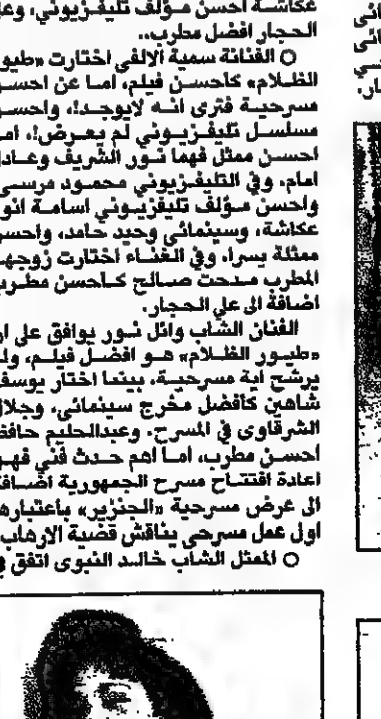 عكاشة احسن مؤلف تليفزيوني، وعلي
الحجار افضل مطرب..
○ الفنانة سمية الالفي اختارت «طيور
الظلام» كأحسن فيلم، اما عن احسن
مسرحية فترى انه لايوجد!، واحسن
مسلسل تليفزيوني لم يعرض!، اما
احسن ممثل فهما نور الشريف وعادل
امام، وفي التليفزيوني محمود مرسي،
واحسن مؤلف تليفزيوني اسامة انور
عكاشة، وسينمائي وحيد حامد، واحسن
ممثلة يسرا، وفي الغناء اختارت زوجها
المطرب مدحت صالح كأحسن مطرب
اضافة الى علي الحجار.
الفنان الشاب وائل نور يوافق على ان
«طيور الظلام» هو افضل فيلم، ولم
يرشح اية مسرحية، بينما اختار يوسف
شاهين كأفضل مخرج سينمائي، وجلال
الشرقاوي في المسرح. وعبدالحليم حافظ
احسن مطرب، اما اهم حدث فني فهو
اعادة افتتاح مسرح الجمهورية اضافة
الى عرض مسرحية «الجنزير» بأعتبارها
اول عمل مسرحي يناقش قضية الارهاب.
○ الممثل الشاب خالد النبوي اتفق